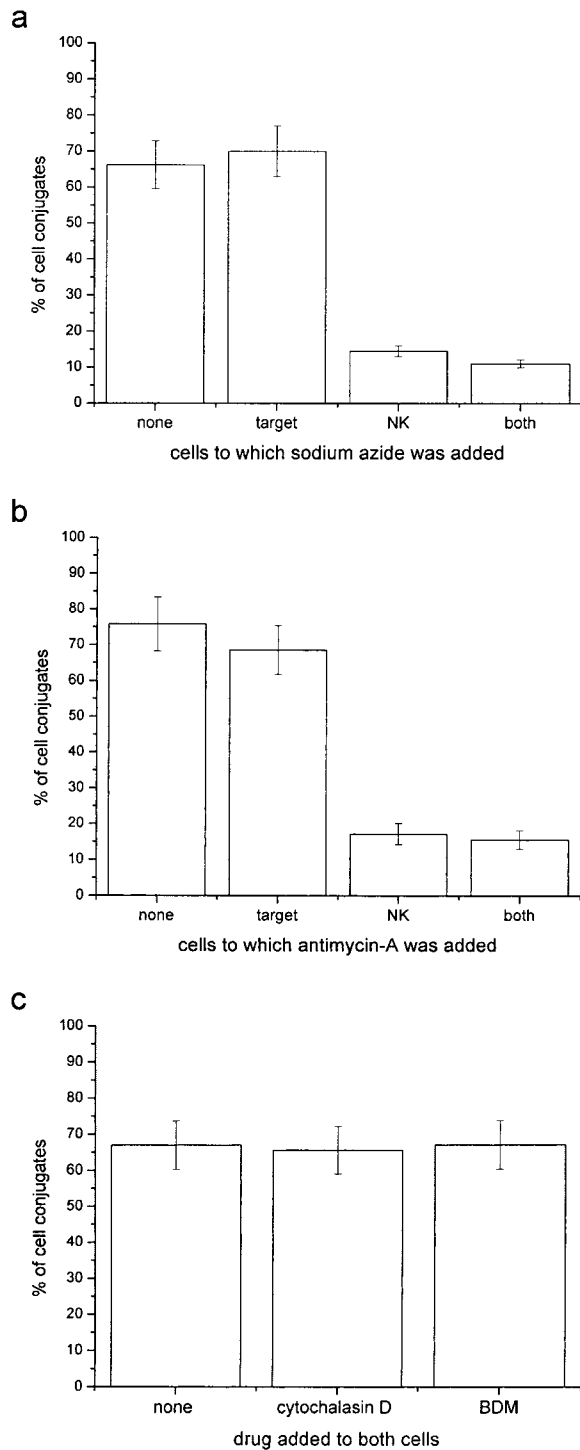 a
100
90
80
70
60
50
40
30
20
10
0
% of cell conjugates
none target NK both
cells to which sodium azide was added
b
100
90
80
70
60
50
40
30
20
10
0
% of cell conjugates
none target NK both
cells to which antimycin-A was added
c
100
90
80
70
60
50
40
30
20
10
0
% of cell conjugates
none cytochalasin D BDM
drug added to both cells